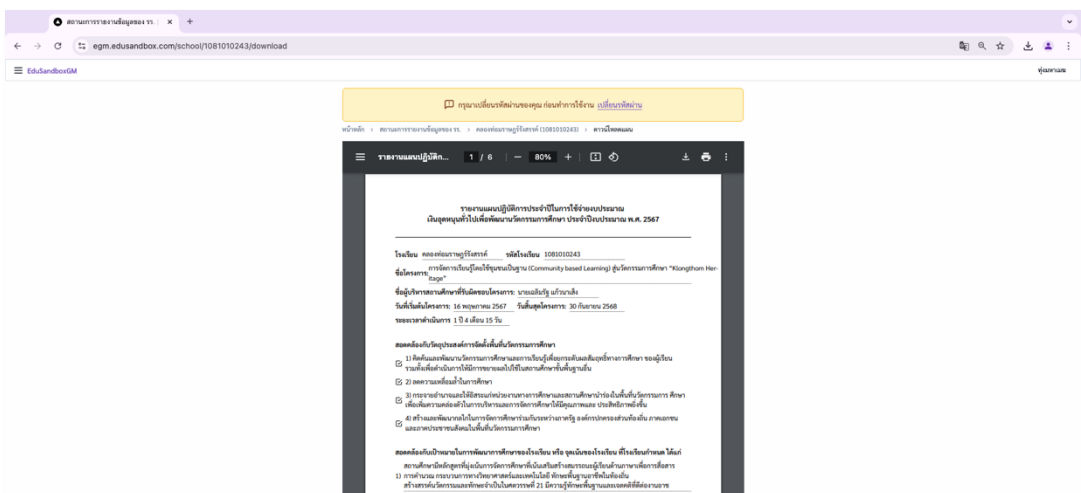 สถานะการรายงานข้อมูลของ รร. |
egm.edusandbox.com/school/1081010243/download
EduSandboxGM
ทุ่งมหาเมฆ
กรุณาเปลี่ยนรหัสผ่านของคุณ ก่อนทำการใช้งาน เปลี่ยนรหัสผ่าน
หน้าหลัก › สถานะการรายงานข้อมูลของ รร. › คลองท่อมราษฎร์รังสรรค์ (1081010243) › ดาวน์โหลดแผน
รายงานแผนปฏิบัติก... 1 / 6 80%
รายงานแผนปฏิบัติการประจำปีในการใช้จ่ายงบประมาณ
เงินอุดหนุนทั่วไปเพื่อพัฒนานวัตกรรมการศึกษา ประจำปีงบประมาณ พ.ศ. 2567
โรงเรียน คลองท่อมราษฎร์รังสรรค์ รหัสโรงเรียน 1081010243
ชื่อโครงการ: การจัดการเรียนรู้โดยใช้ชุมชนเป็นฐาน (Community based Learning) สู่นวัตกรรมการศึกษา "Klongthom Her-
itage"
ชื่อผู้บริหารสถานศึกษาที่รับผิดชอบโครงการ: นายเฉลิมรัฐ แก้วนาเส็ง
วันที่เริ่มต้นโครงการ: 16 พฤษภาคม 2567 วันสิ้นสุดโครงการ: 30 กันยายน 2568
ระยะเวลาดำเนินการ 1 ปี 4 เดือน 15 วัน
สอดคล้องกับวัตถุประสงค์การจัดตั้งพื้นที่นวัตกรรมการศึกษา
1) คิดค้นและพัฒนานวัตกรรมการศึกษาและการเรียนรู้เพื่อยกระดับผลสัมฤทธิ์ทางการศึกษา ของผู้เรียน
รวมทั้งเพื่อดำเนินการให้มีการขยายผลไปใช้ในสถานศึกษาขั้นพื้นฐานอื่น
2) ลดความเหลื่อมล้ำในการศึกษา
3) กระจายอำนาจและให้อิสระแก่หน่วยงานทางการศึกษาและสถานศึกษานำร่องในพื้นที่นวัตกรรมการ ศึกษา
เพื่อเพิ่มความคล่องตัวในการบริหารและการจัดการศึกษาให้มีคุณภาพและ ประสิทธิภาพยิ่งขึ้น
4) สร้างและพัฒนากลไกในการจัดการศึกษาร่วมกันระหว่างภาครัฐ องค์กรปกครองส่วนท้องถิ่น ภาคเอกชน
และภาคประชาชนสังคมในพื้นที่นวัตกรรมการศึกษา
สอดคล้องกับเป้าหมายในการพัฒนาการศึกษาของโรงเรียน หรือ จุดเน้นของโรงเรียน ที่โรงเรียนกำหนด ได้แก่
สถานศึกษามีหลักสูตรที่มุ่งเน้นการจัดการศึกษาที่เน้นเสริมสร้างสมรรถนะผู้เรียนด้านภาษาเพื่อการสื่อสาร
1) การคำนวณ กระบวนการทางวิทยาศาสตร์และเทคโนโลยี ทักษะพื้นฐานอาชีพในท้องถิ่น
สร้างสรรค์นวัตกรรมและทักษะจำเป็นในศตวรรษที่ 21 มีความรู้ทักษะพื้นฐานและเจตคติที่ดีต่องานอาช